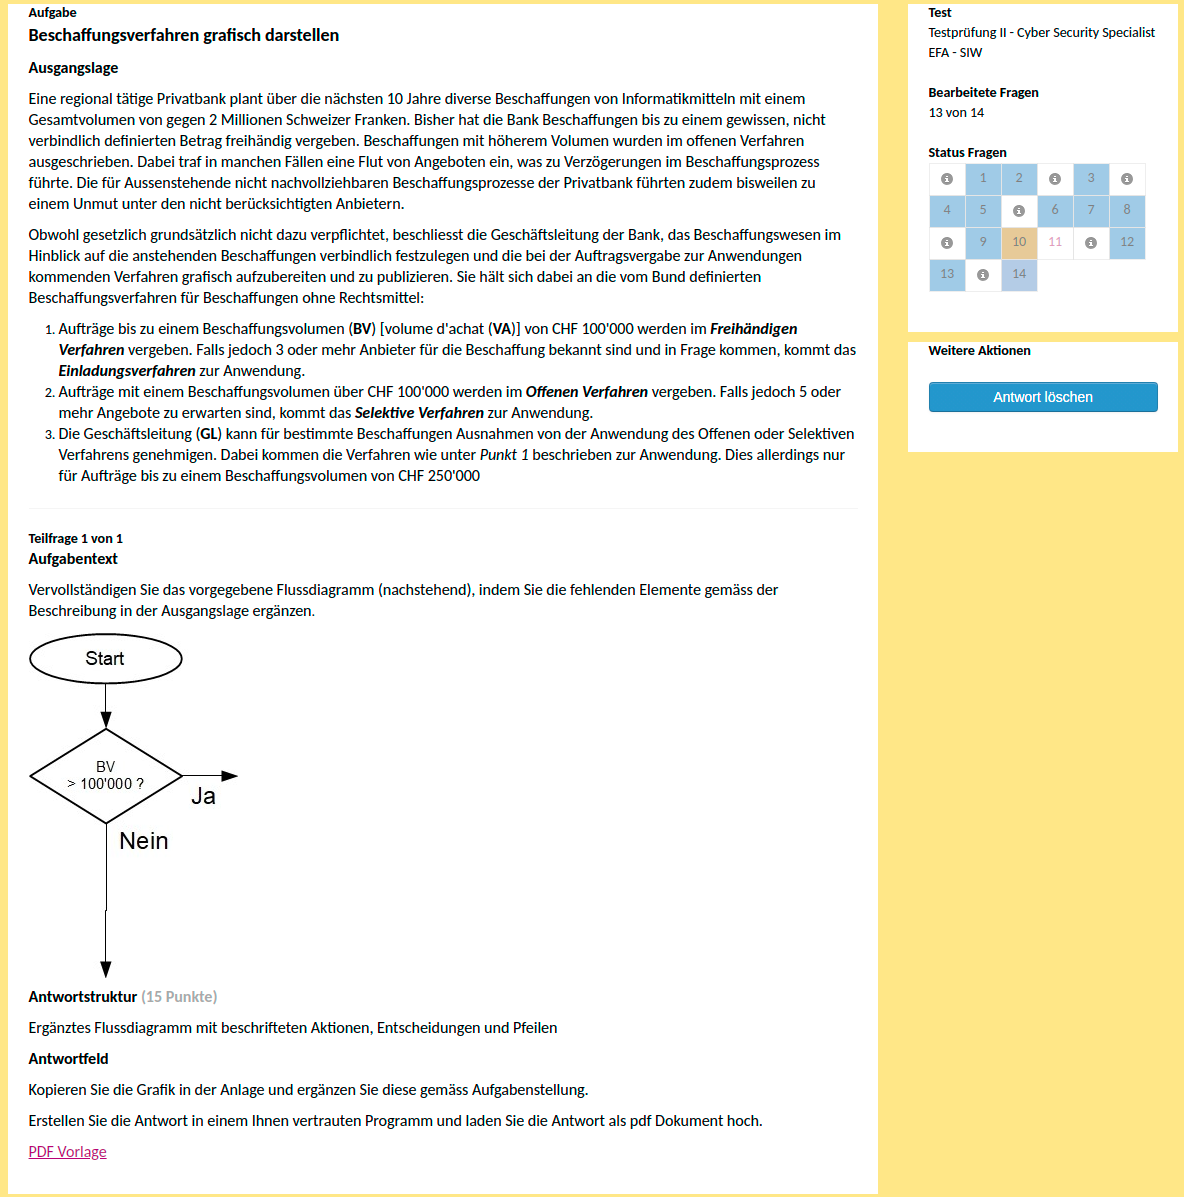 Aufgabe
Beschaffungsverfahren grafisch darstellen
Ausgangslage
Eine regional tätige Privatbank plant über die nächsten 10 Jahre diverse Beschaffungen von Informatikmitteln mit einem
Gesamtvolumen von gegen 2 Millionen Schweizer Franken. Bisher hat die Bank Beschaffungen bis zu einem gewissen, nicht
verbindlich definierten Betrag freihändig vergeben. Beschaffungen mit höherem Volumen wurden im offenen Verfahren
ausgeschrieben. Dabei traf in manchen Fällen eine Flut von Angeboten ein, was zu Verzögerungen im Beschaffungsprozess
führte. Die für Aussenstehende nicht nachvollziehbaren Beschaffungsprozesse der Privatbank führten zudem bisweilen zu
einem Unmut unter den nicht berücksichtigten Anbietern.
Obwohl gesetzlich grundsätzlich nicht dazu verpflichtet, beschliesst die Geschäftsleitung der Bank, das Beschaffungswesen im
Hinblick auf die anstehenden Beschaffungen verbindlich festzulegen und die bei der Auftragsvergabe zur Anwendungen
kommenden Verfahren grafisch aufzubereiten und zu publizieren. Sie hält sich dabei an die vom Bund definierten
Beschaffungsverfahren für Beschaffungen ohne Rechtsmittel:
1. Aufträge bis zu einem Beschaffungsvolumen (BV) [volume d'achat (VA)] von CHF 100'000 werden im Freihändigen
Verfahren vergeben. Falls jedoch 3 oder mehr Anbieter für die Beschaffung bekannt sind und in Frage kommen, kommt das
Einladungsverfahren zur Anwendung.
2. Aufträge mit einem Beschaffungsvolumen über CHF 100'000 werden im Offenen Verfahren vergeben. Falls jedoch 5 oder
mehr Angebote zu erwarten sind, kommt das Selektive Verfahren zur Anwendung.
3. Die Geschäftsleitung (GL) kann für bestimmte Beschaffungen Ausnahmen von der Anwendung des Offenen oder Selektiven
Verfahrens genehmigen. Dabei kommen die Verfahren wie unter Punkt 1 beschrieben zur Anwendung. Dies allerdings nur
für Aufträge bis zu einem Beschaffungsvolumen von CHF 250'000
Teilfrage 1 von 1
Aufgabentext
Vervollständigen Sie das vorgegebene Flussdiagramm (nachstehend), indem Sie die fehlenden Elemente gemäss der
Beschreibung in der Ausgangslage ergänzen.
Start
BV
> 100'000 ?
Ja
Nein
Antwortstruktur (15 Punkte)
Ergänztes Flussdiagramm mit beschrifteten Aktionen, Entscheidungen und Pfeilen
Antwortfeld
Kopieren Sie die Grafik in der Anlage und ergänzen Sie diese gemäss Aufgabenstellung.
Erstellen Sie die Antwort in einem Ihnen vertrauten Programm und laden Sie die Antwort als pdf Dokument hoch.
PDF Vorlage
Test
Testprüfung II - Cyber Security Specialist
EFA - SIW
Bearbeitete Fragen
13 von 14
Status Fragen
1 2 3
4 5 6 7 8
9 10 11 12
13 14
Weitere Aktionen
Antwort löschen